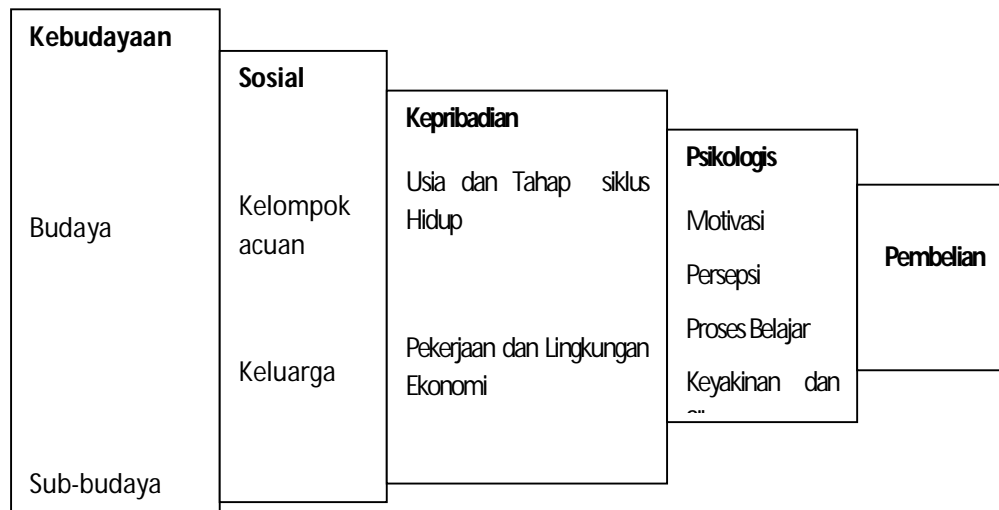 Kebudayaan
Budaya
Sub-budaya
Sosial
Kelompok
acuan
Keluarga
Kepribadian
Usia dan Tahap siklus
Hidup
Pekerjaan dan Lingkungan
Ekonomi
Psikologis
Motivasi
Persepsi
Proses Belajar
Keyakinan dan
Pembelian